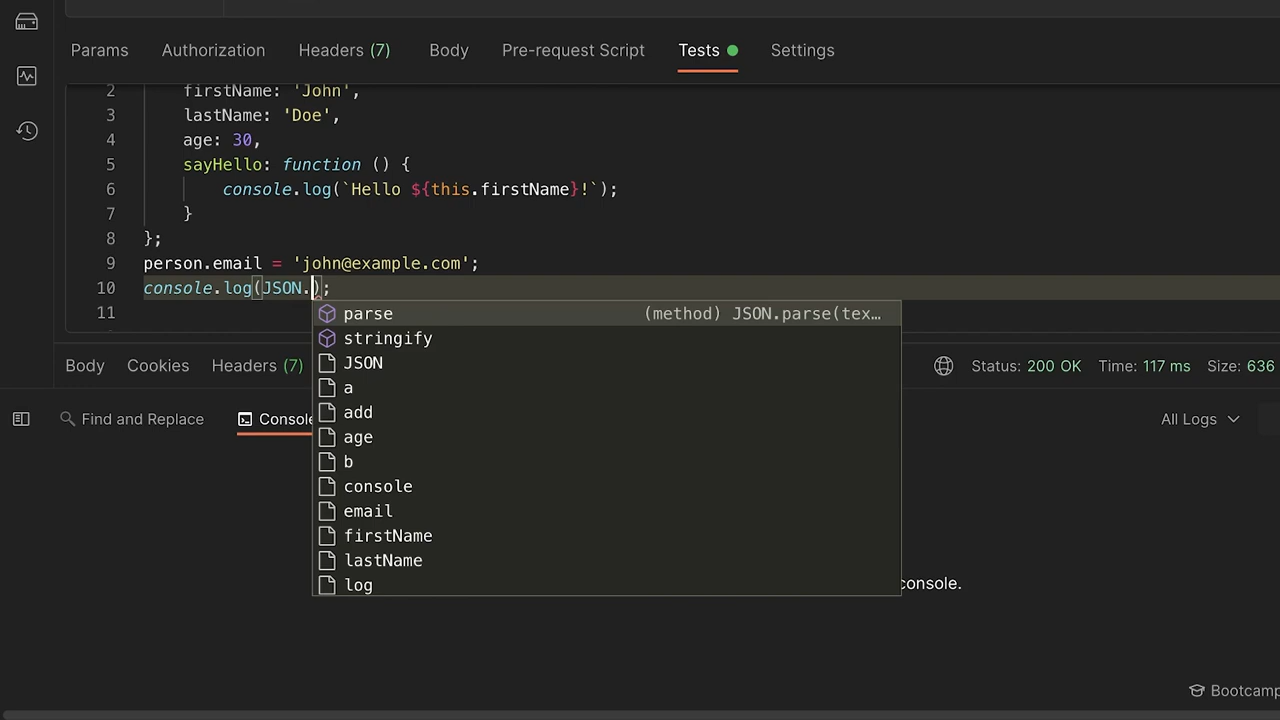 Params Authorization Headers (7) Body Pre-request Script Tests Settings
2 firstName: 'John',
3 lastName: 'Doe',
4 age: 30,
5 sayHello: function () {
6 console.log(`Hello ${this.firstName}!`);
7 }
8 };
9 person.email = 'john@example.com';
10 console.log(JSON.);
11
parse (method) JSON.parse(tex…
stringify
JSON
a
add
age
b
console
email
firstName
lastName
log
Body Cookies Headers (7) Status: 200 OK Time: 117 ms Size: 636
Find and Replace Console All Logs
console.
Bootcamp